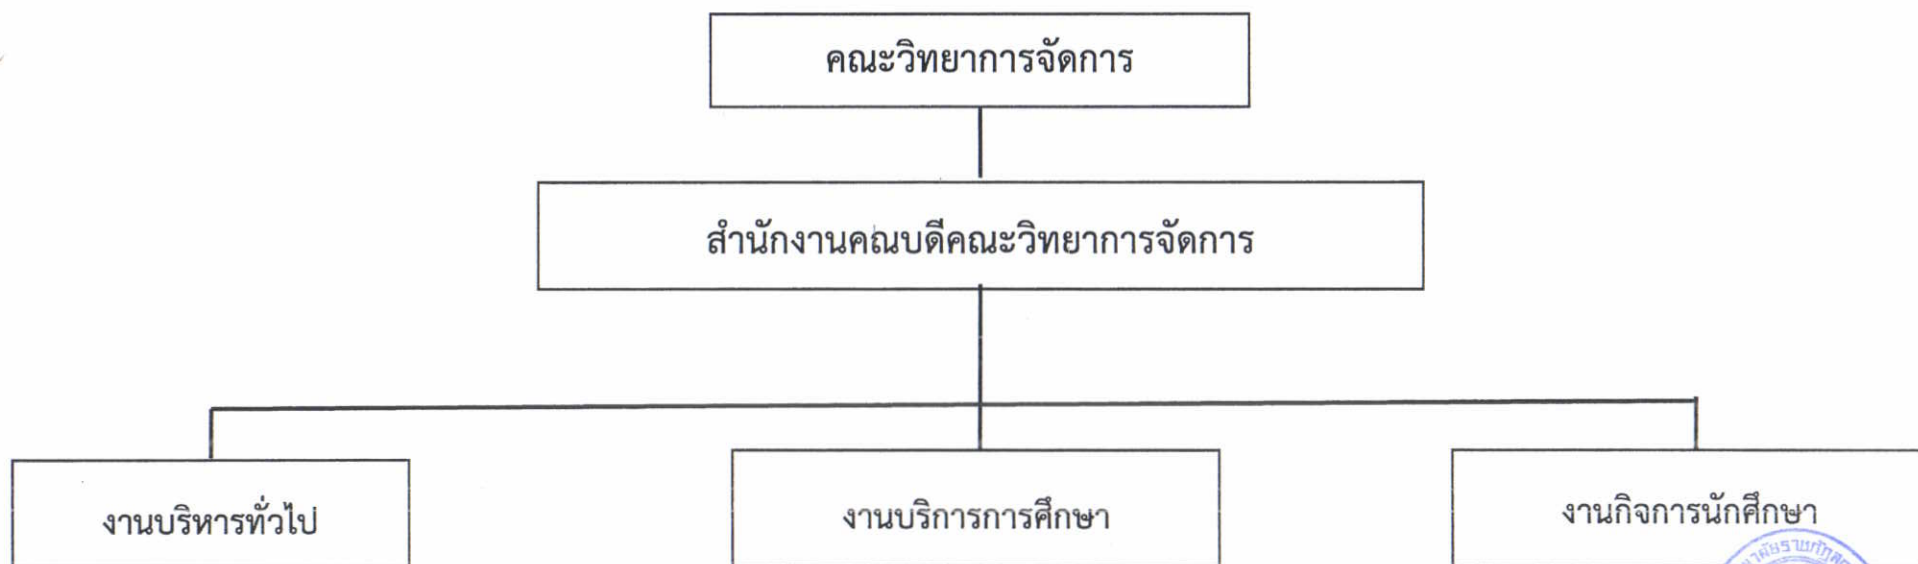 คณะวิทยาการจัดการ
สำนักงานคณบดีคณะวิทยาการจัดการ
งานบริหารทั่วไป
งานบริการการศึกษา
งานกิจการนักศึกษา